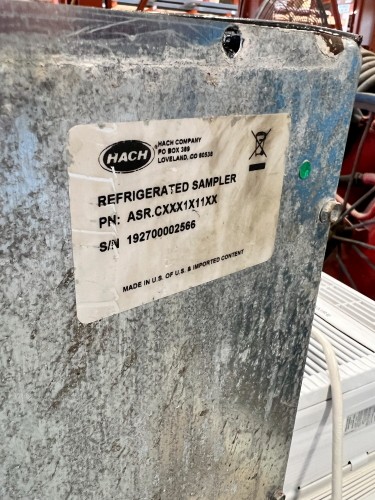 HACH
HACH COMPANY
PO BOX 389
LOVELAND, CO 80538
REFRIGERATED SAMPLER
PN: ASR.CXXX1X11XX
S/N 192700002566
MADE IN U.S. OF U.S. & IMPORTED CONTENT